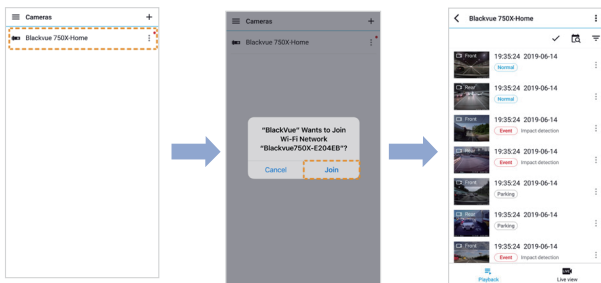 Cameras
Blackvue 750X-Home
Cameras
Blackvue 750X-Home
"BlackVue" Wants to Join
Wi-Fi Network
"Blackvue750X-E204EB"?
Cancel Join
Blackvue 750X-Home
Front 19:35:24 2019-06-14
Normal
Rear 19:35:24 2019-06-14
Normal
Front 19:35:24 2019-06-14
Event Impact detection
Rear 19:35:24 2019-06-14
Event Impact detection
Front 19:35:24 2019-06-14
Parking
Rear 19:35:24 2019-06-14
Parking
Front 19:35:24 2019-06-14
Event Impact detection
LIVE
Playback Live view